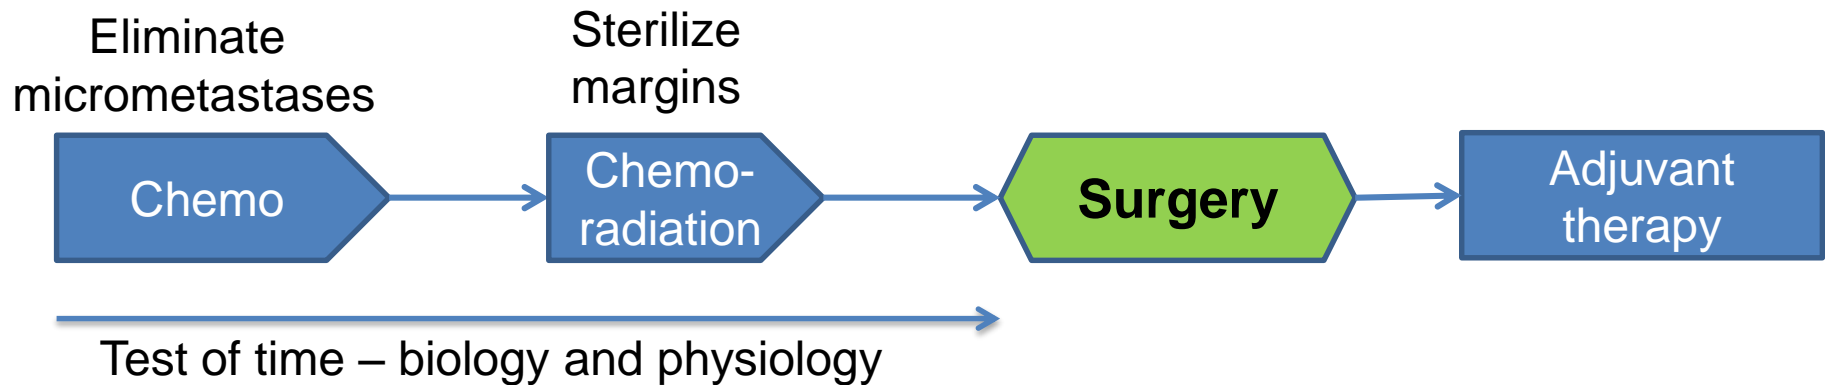 Eliminate
micrometastases
Sterilize
margins
Chemo
Chemo-
radiation
Surgery
Adjuvant
therapy
Test of time – biology and physiology